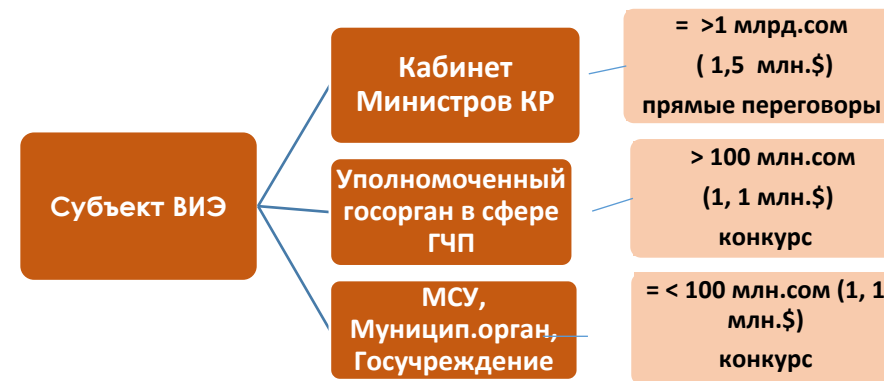 Субъект ВИЭ
Кабинет
Министров КР
= >1 млрд.сом
( 1,5 млн.$)
прямые переговоры
Уполномоченный
госорган в сфере
ГЧП
> 100 млн.сом
(1, 1 млн.$)
конкурс
МСУ,
Муницип.орган,
Госучреждение
= < 100 млн.сом (1, 1
млн.$)
конкурс